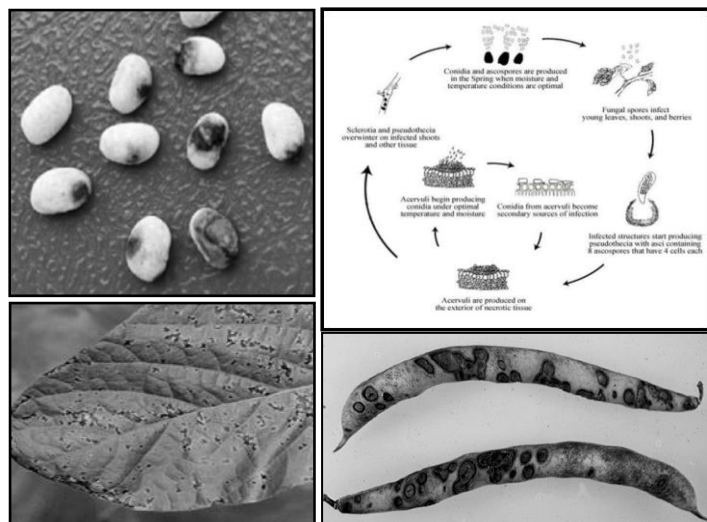 Conidia and ascospores are produced
in the Spring when moisture and
temperature conditions are optimal
Fungal spores infect
young leaves, shoots, and berries
Sclerotia and pseudothecia
overwinter on infected shoots
and other tissue
Acervuli begin producing
conidia under optimal
temperature and moisture
Conidia from acervuli become
secondary sources of infection
Infected structures start producing
pseudothecia with asci containing
8 ascospores that have 4 cells each
Acervuli are produced on
the exterior of necrotic tissue